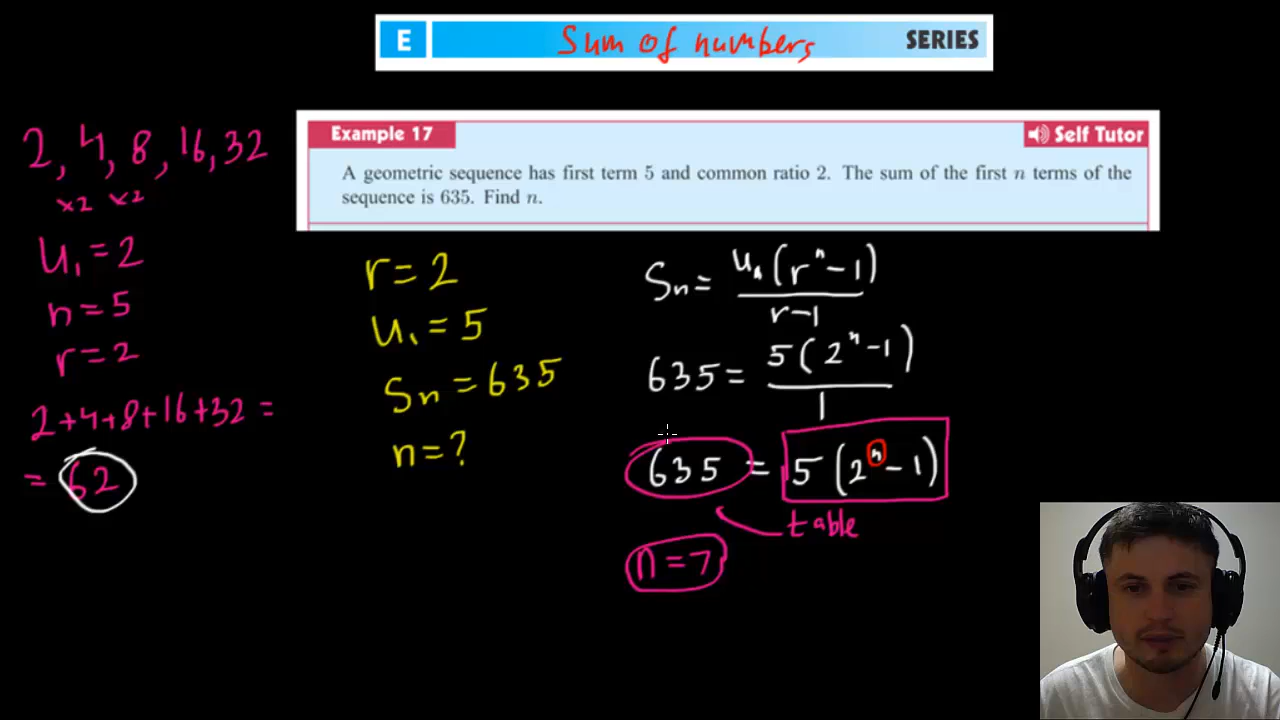 E Sum of numbers SERIES
Example 17 Self Tutor
A geometric sequence has first term 5 and common ratio 2. The sum of the first n terms of the
sequence is 635. Find n.
2, 4, 8, 16, 32
×2 ×2
u₁ = 2
n = 5
r = 2
2+4+8+16+32 =
= 62
r = 2
u₁ = 5
Sn = 635
n = ?
Sn = u₁(rⁿ-1)
r-1
635 = 5(2ⁿ-1)
1
635 = 5(2ⁿ-1)
table
n = 7